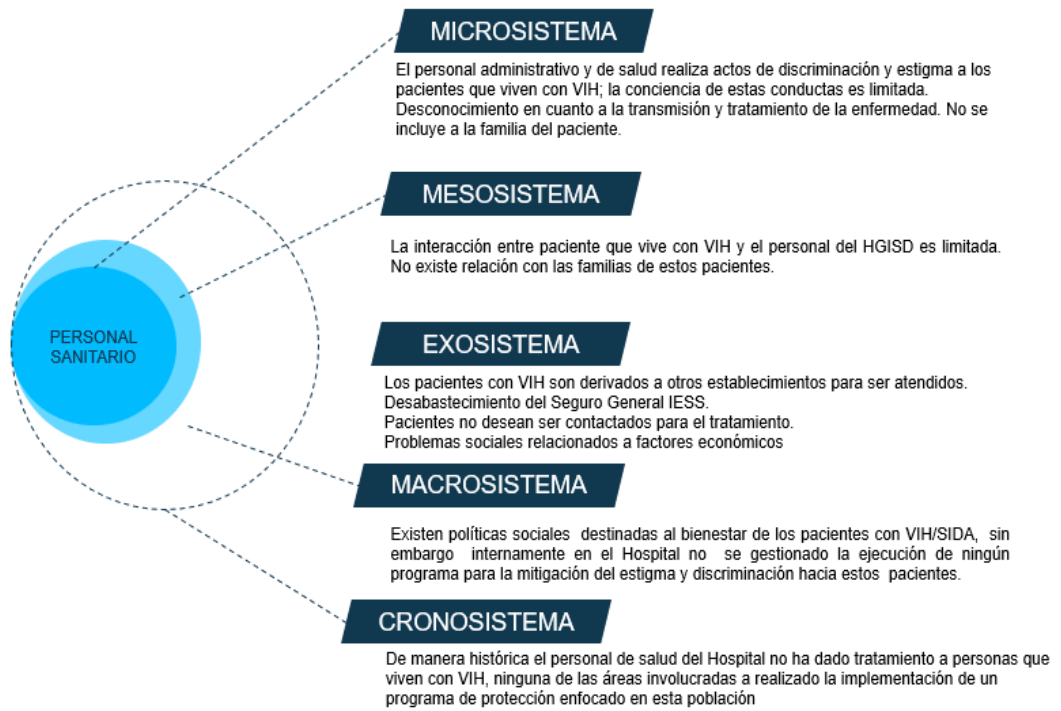 MICROSISTEMA
El personal administrativo y de salud realiza actos de discriminación y estigma a los
pacientes que viven con VIH; la conciencia de estas conductas es limitada.
Desconocimiento en cuanto a la transmisión y tratamiento de la enfermedad. No se
incluye a la familia del paciente.
MESOSISTEMA
La interacción entre paciente que vive con VIH y el personal del HGISD es limitada.
No existe relación con las familias de estos pacientes.
PERSONAL
SANITARIO
EXOSISTEMA
Los pacientes con VIH son derivados a otros establecimientos para ser atendidos.
Desabastecimiento del Seguro General IESS.
Pacientes no desean ser contactados para el tratamiento.
Problemas sociales relacionados a factores económicos
MACROSISTEMA
Existen políticas sociales destinadas al bienestar de los pacientes con VIH/SIDA, sin
embargo internamente en el Hospital no se gestionado la ejecución de ningún
programa para la mitigación del estigma y discriminación hacia estos pacientes.
CRONOSISTEMA
De manera histórica el personal de salud del Hospital no ha dado tratamiento a personas que
viven con VIH, ninguna de las áreas involucradas a realizado la implementación de un
programa de protección enfocado en esta población